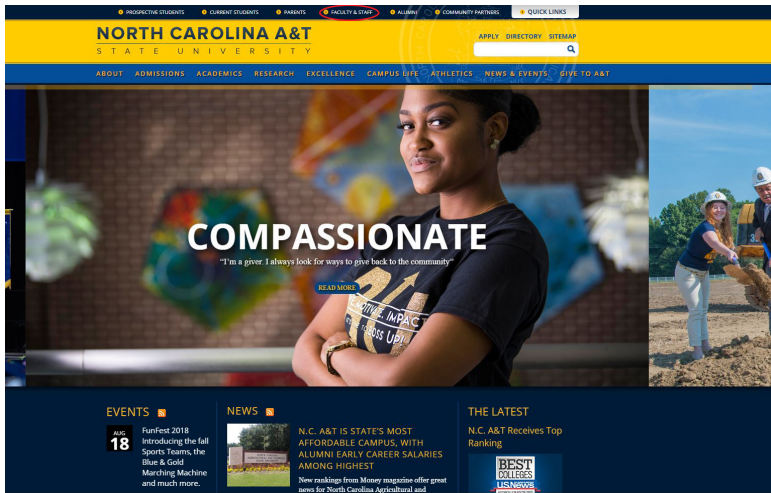 PROSPECTIVE STUDENTS CURRENT STUDENTS PARENTS FACULTY & STAFF ALUMNI COMMUNITY PARTNERS QUICK LINKS
NORTH CAROLINA A&T
STATE UNIVERSITY
APPLY DIRECTORY SITEMAP
ABOUT ADMISSIONS ACADEMICS RESEARCH EXCELLENCE CAMPUS LIFE ATHLETICS NEWS & EVENTS GIVE TO A&T
COMPASSIONATE
“I'm a giver. I always look for ways to give back to the community”
READ MORE
IMPACT
TO TOSS UP!
EVENTS
AUG
18
FunFest 2018
Introducing the fall
Sports Teams, the
Blue & Gold
Marching Machine
and much more.
NEWS
N.C. A&T IS STATE'S MOST
AFFORDABLE CAMPUS, WITH
ALUMNI EARLY CAREER SALARIES
AMONG HIGHEST
New rankings from Money magazine offer great
news for North Carolina Agricultural and
THE LATEST
N.C. A&T Receives Top
Ranking
BEST
COLLEGES
U.S.News